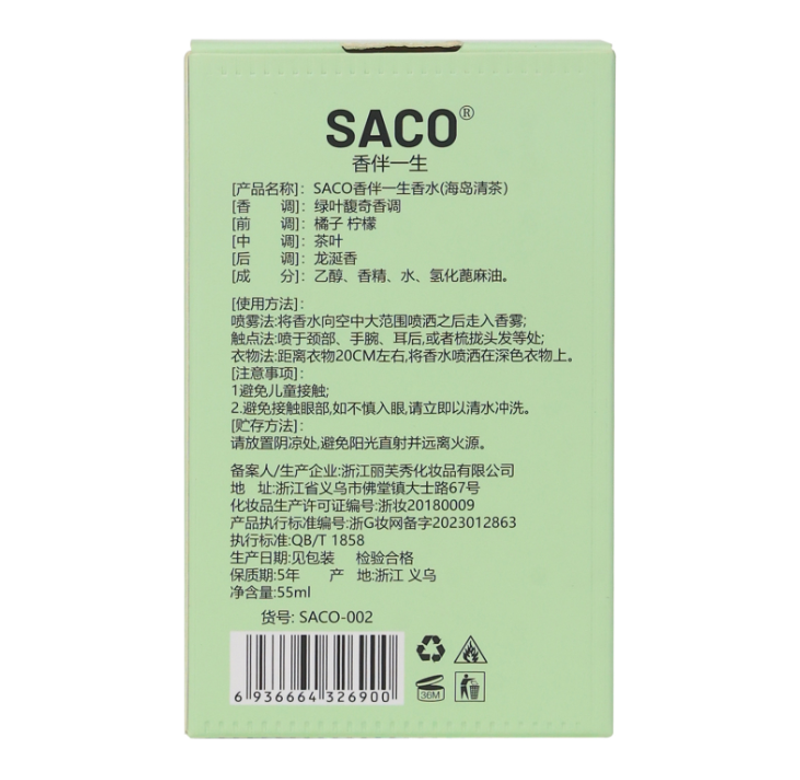 SACO®
香伴一生
[产品名称]：SACO香伴一生香水(海岛清茶)
[香 调]：绿叶馥奇香调
[前 调]：橘子 柠檬
[中 调]：茶叶
[后 调]：龙涎香
[成 分]：乙醇、香精、水、氢化蓖麻油。
[使用方法]：
喷雾法:将香水向空中大范围喷洒之后走入香雾;
触点法:喷于颈部、手腕、耳后,或者梳拢头发等处;
衣物法:距离衣物20CM左右,将香水喷洒在深色衣物上。
[注意事项]：
1避免儿童接触;
2.避免接触眼部,如不慎入眼,请立即以清水冲洗。
[贮存方法]：
请放置阴凉处,避免阳光直射并远离火源。
备案人/生产企业:浙江丽芙秀化妆品有限公司
地 址:浙江省义乌市佛堂镇大士路67号
化妆品生产许可证编号:浙妆20180009
产品执行标准编号:浙G妆网备字2023012863
执行标准:QB/T 1858
生产日期:见包装 检验合格
保质期:5年 产 地:浙江 义乌
净含量:55ml
货号: SACO-002
6 936664 326900
36M